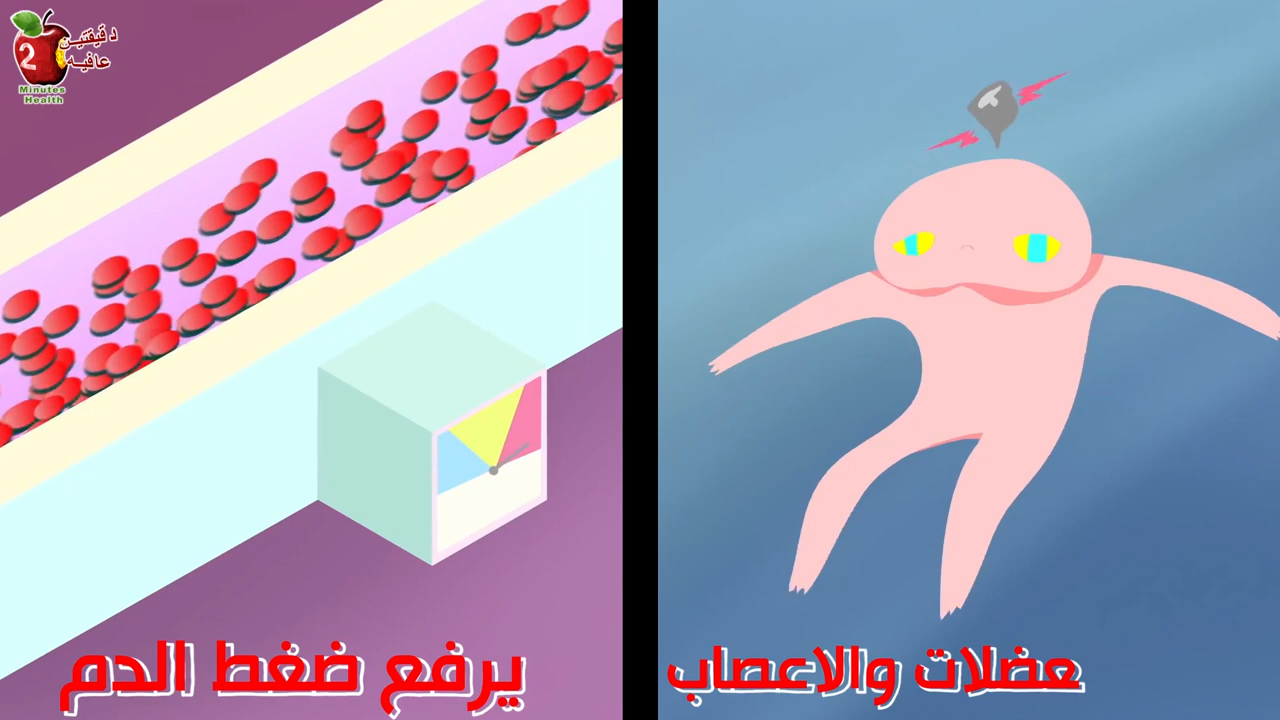 دقيقتين
عافيه
2
Minutes
Health
يرفع ضغط الدم
عضلات والاعصاب